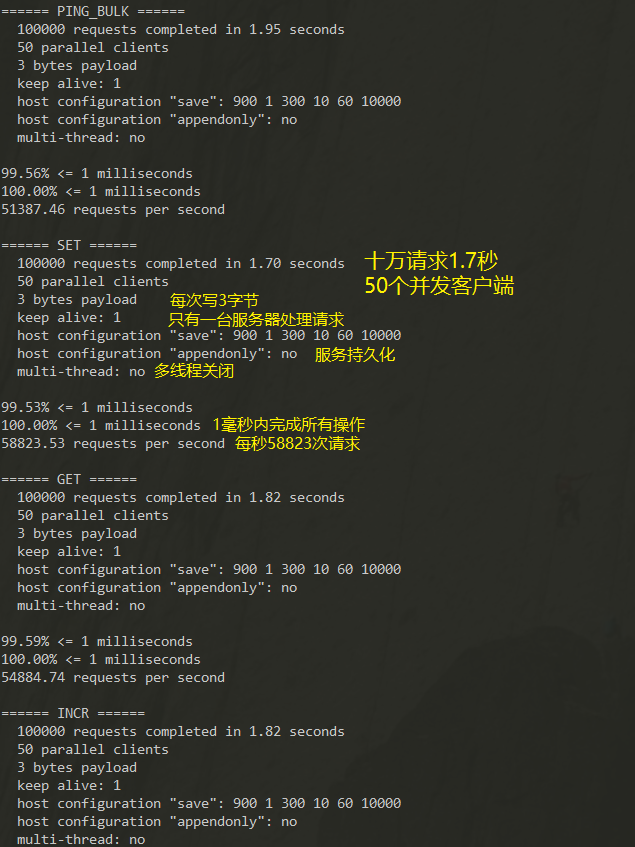 ====== PING_BULK ======
100000 requests completed in 1.95 seconds
50 parallel clients
3 bytes payload
keep alive: 1
host configuration "save": 900 1 300 10 60 10000
host configuration "appendonly": no
multi-thread: no
99.56% <= 1 milliseconds
100.00% <= 1 milliseconds
51387.46 requests per second
====== SET ======
100000 requests completed in 1.70 seconds 十万请求1.7秒
50 parallel clients 50个并发客户端
3 bytes payload 每次写3字节
keep alive: 1 只有一台服务器处理请求
host configuration "save": 900 1 300 10 60 10000
host configuration "appendonly": no 服务持久化
multi-thread: no 多线程关闭
99.53% <= 1 milliseconds
100.00% <= 1 milliseconds 1毫秒内完成所有操作
58823.53 requests per second 每秒58823次请求
====== GET ======
100000 requests completed in 1.82 seconds
50 parallel clients
3 bytes payload
keep alive: 1
host configuration "save": 900 1 300 10 60 10000
host configuration "appendonly": no
multi-thread: no
99.59% <= 1 milliseconds
100.00% <= 1 milliseconds
54884.74 requests per second
====== INCR ======
100000 requests completed in 1.82 seconds
50 parallel clients
3 bytes payload
keep alive: 1
host configuration "save": 900 1 300 10 60 10000
host configuration "appendonly": no
multi-thread: no